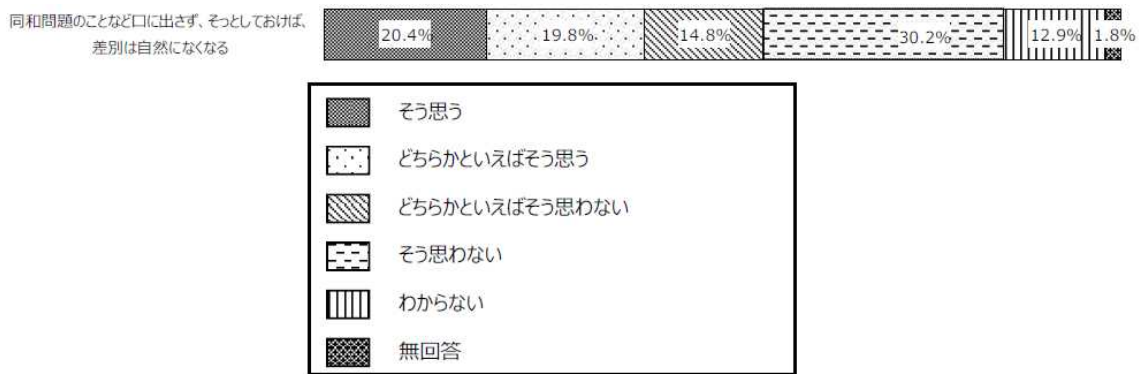 同和問題のことなど口に出さず、そっとしておけば、
差別は自然になくなる
20.4% 19.8% 14.8% 30.2% 12.9% 1.8%
そう思う
どちらかといえばそう思う
どちらかといえばそう思わない
そう思わない
わからない
無回答